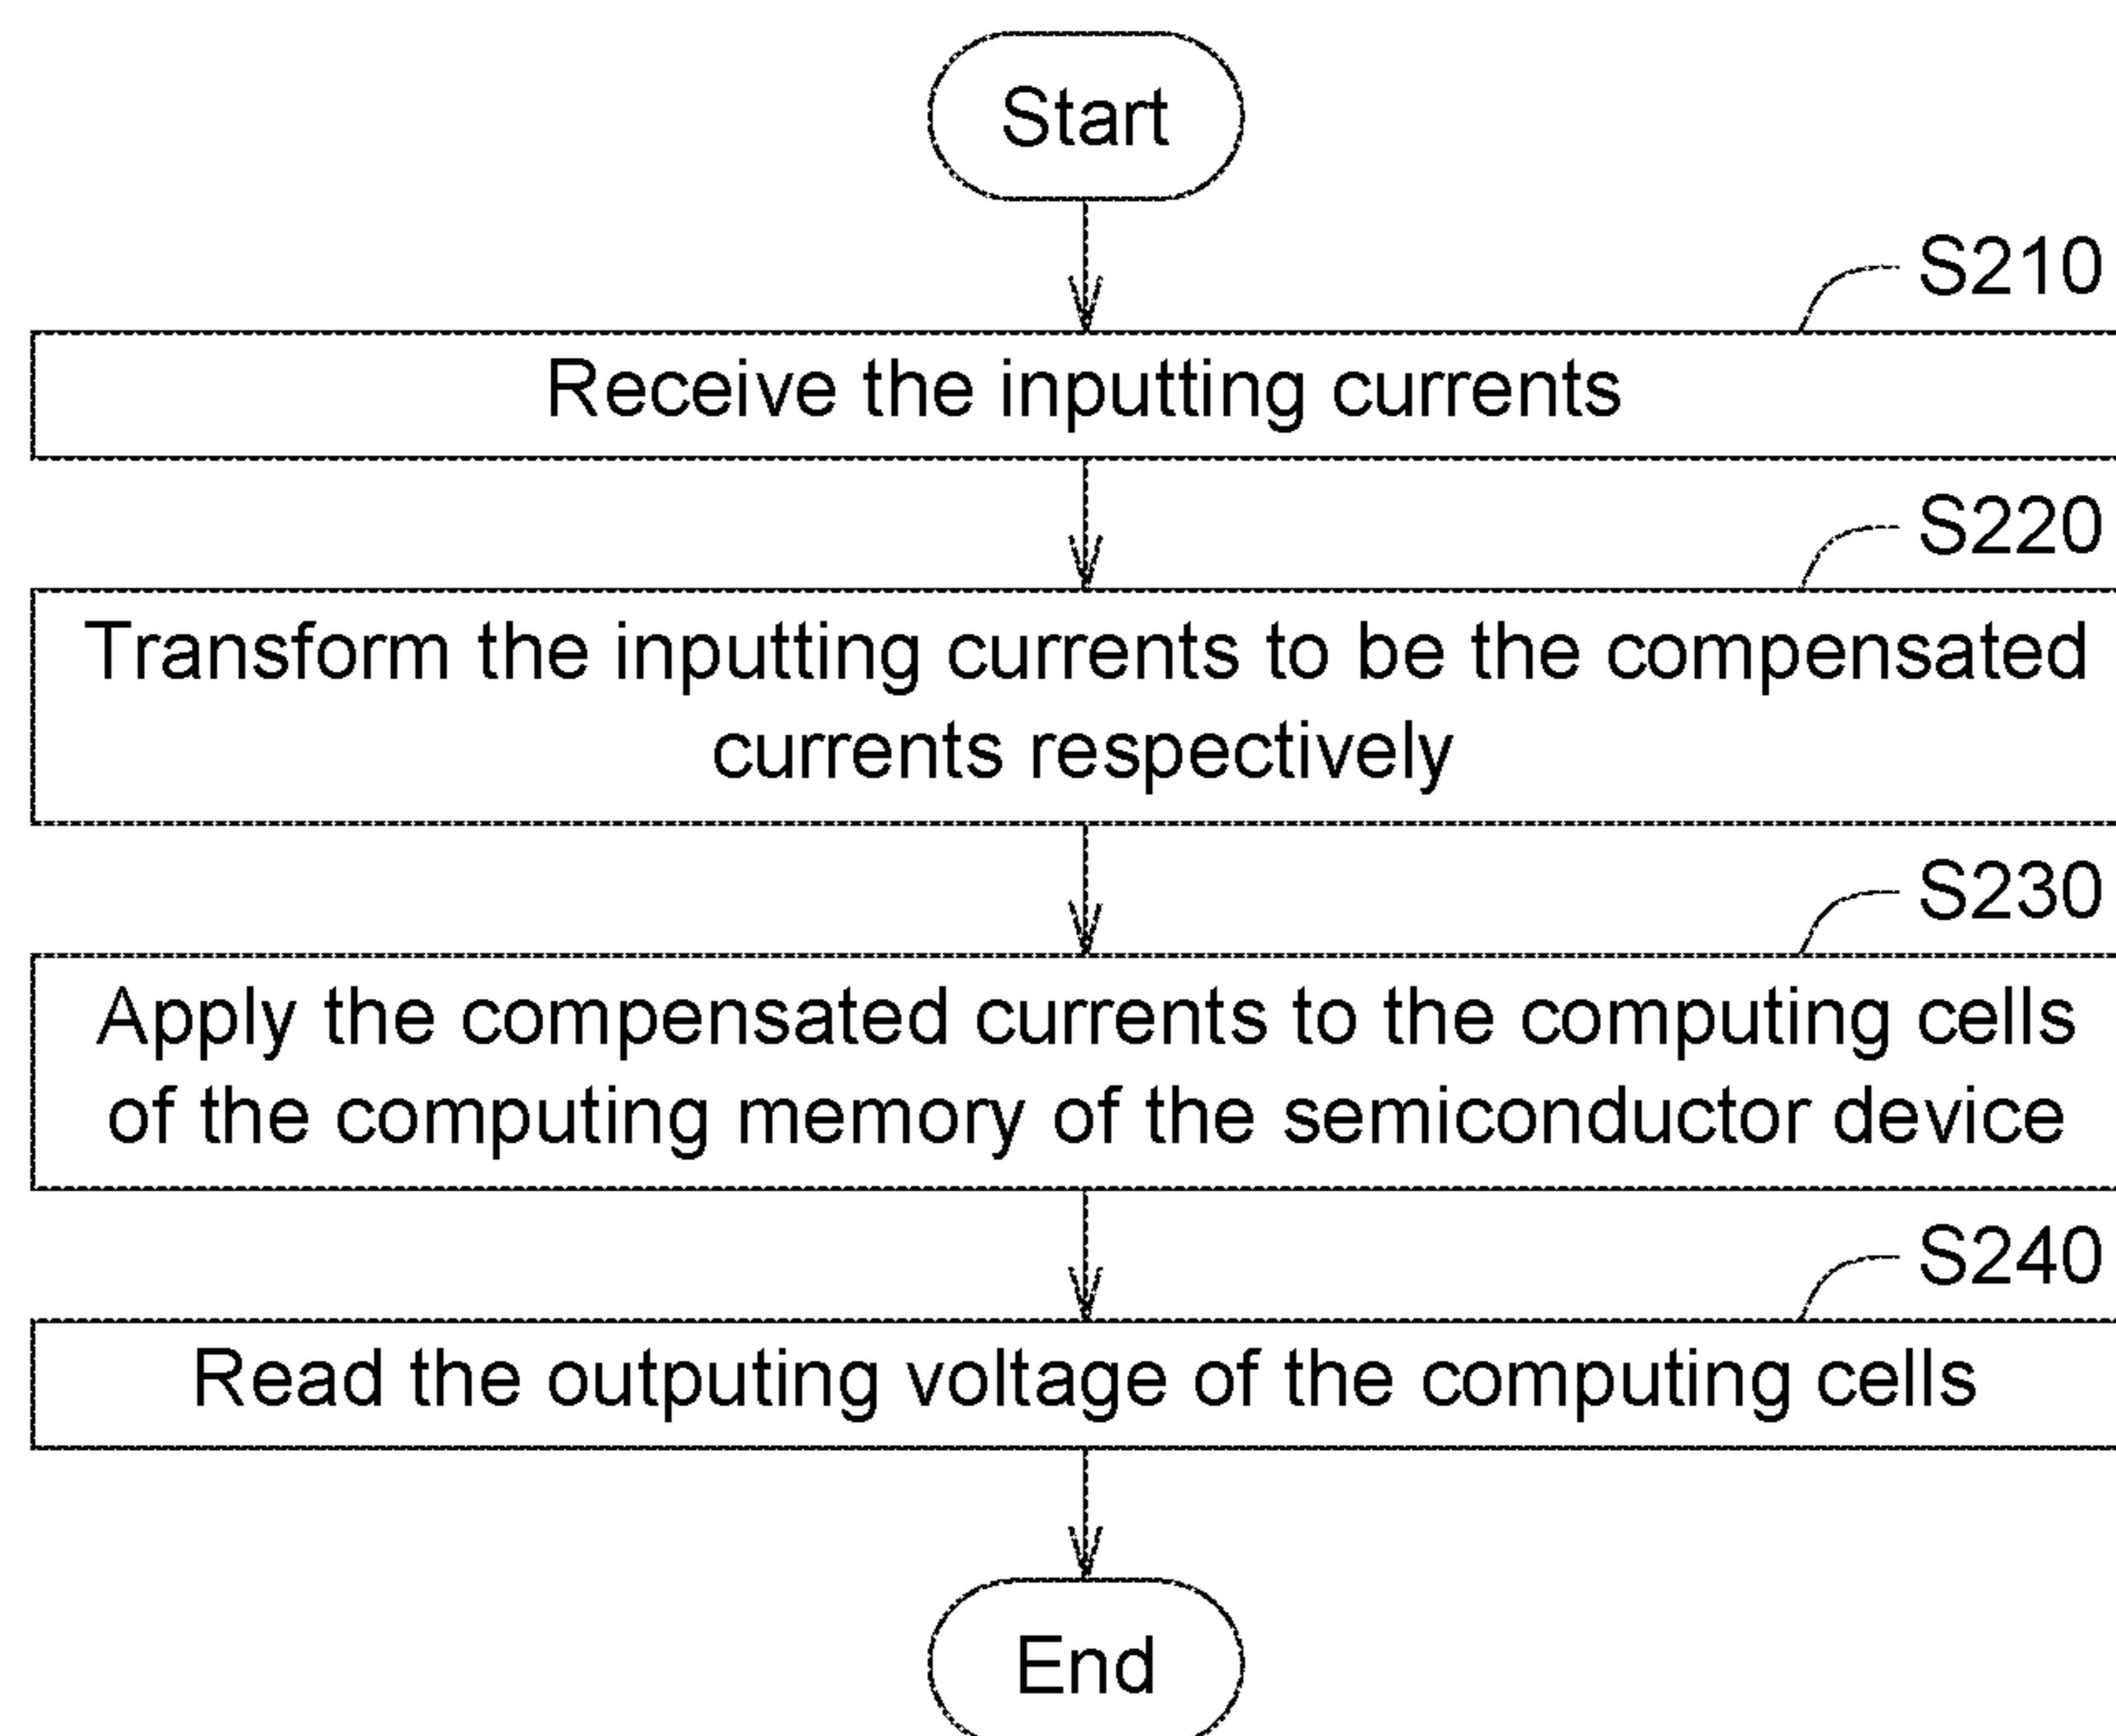 Start
S210
Receive the inputting currents
S220
Transform the inputting currents to be the compensated
currents respectively
S230
Apply the compensated currents to the computing cells
of the computing memory of the semiconductor device
S240
Read the outputing voltage of the computing cells
End